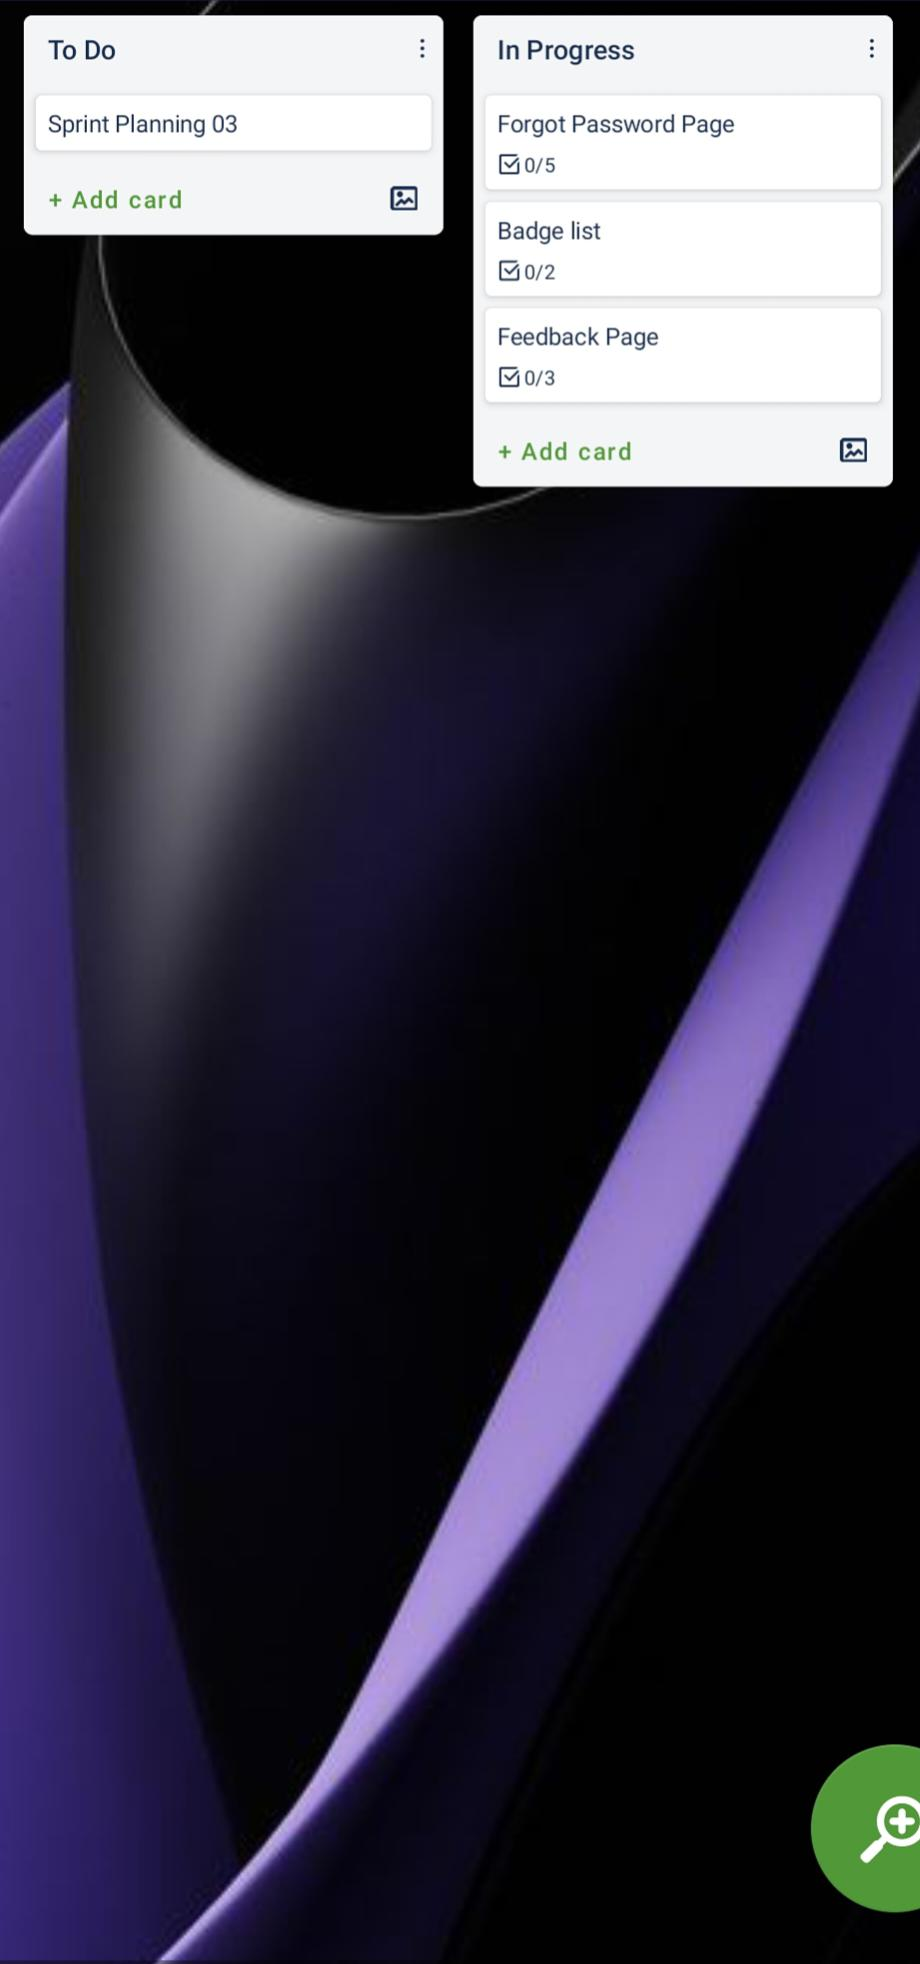 To Do
Sprint Planning 03
+ Add card
In Progress
Forgot Password Page
0/5
Badge list
0/2
Feedback Page
0/3
+ Add card